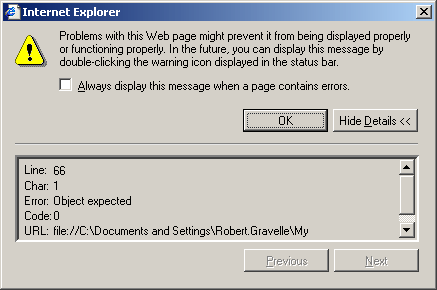 Internet Explorer
Problems with this Web page might prevent it from being displayed properly
or functioning properly. In the future, you can display this message by
double-clicking the warning icon displayed in the status bar.
Always display this message when a page contains errors.
OK
Hide Details <<
Line: 66
Char: 1
Error: Object expected
Code: 0
URL: file://C:\Documents and Settings\Robert.Gravelle\My
Previous
Next